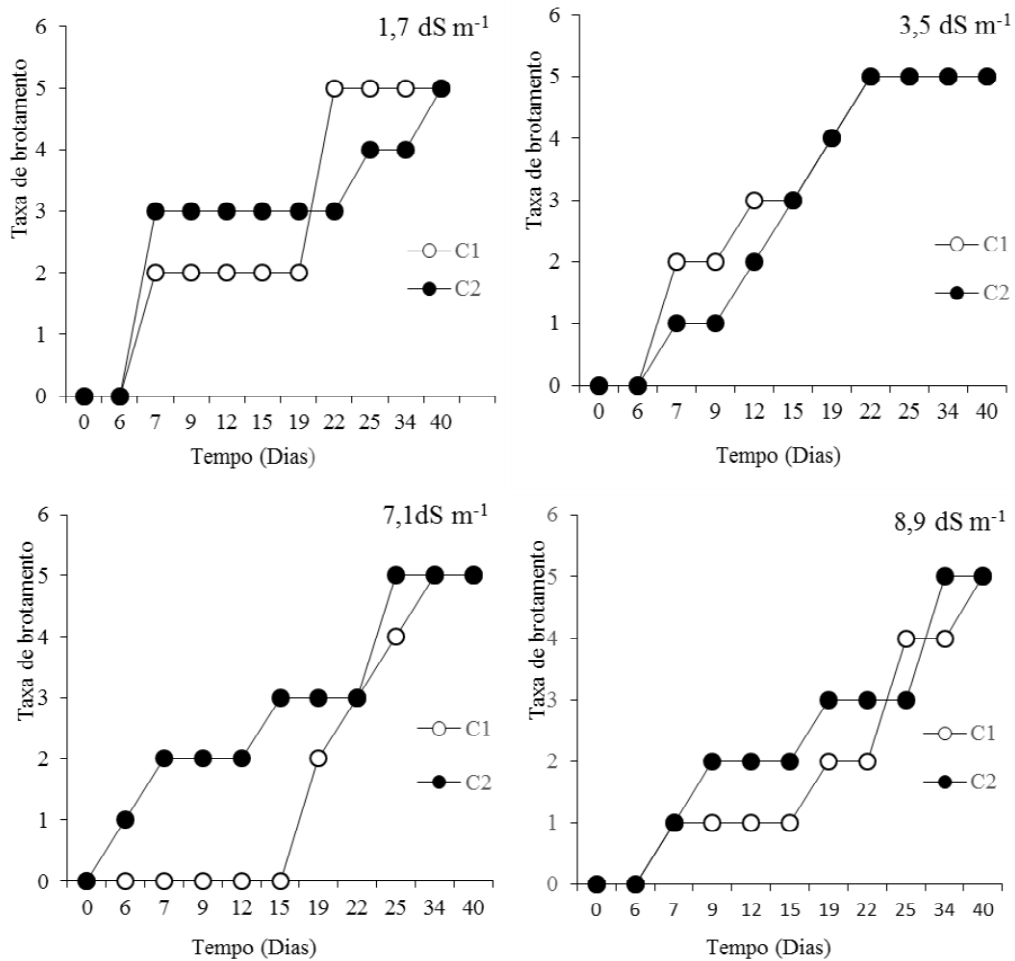 1,7 dS m-1
6
5
4
3
2
1
0
Taxa de brotamento
C1
C2
0 6 7 9 12 15 19 22 25 34 40
Tempo (Dias)
3,5 dS m-1
6
5
4
3
2
1
0
Taxa de brotamento
C1
C2
0 6 7 9 12 15 19 22 25 34 40
Tempo (Dias)
7,1dS m-1
6
5
4
3
2
1
0
Taxa de brotamento
C1
C2
0 6 7 9 12 15 19 22 25 34 40
Tempo (Dias)
8,9 dS m-1
6
5
4
3
2
1
0
Taxa de brotamento
C1
C2
0 6 7 9 12 15 19 22 25 34 40
Tempo (Dias)